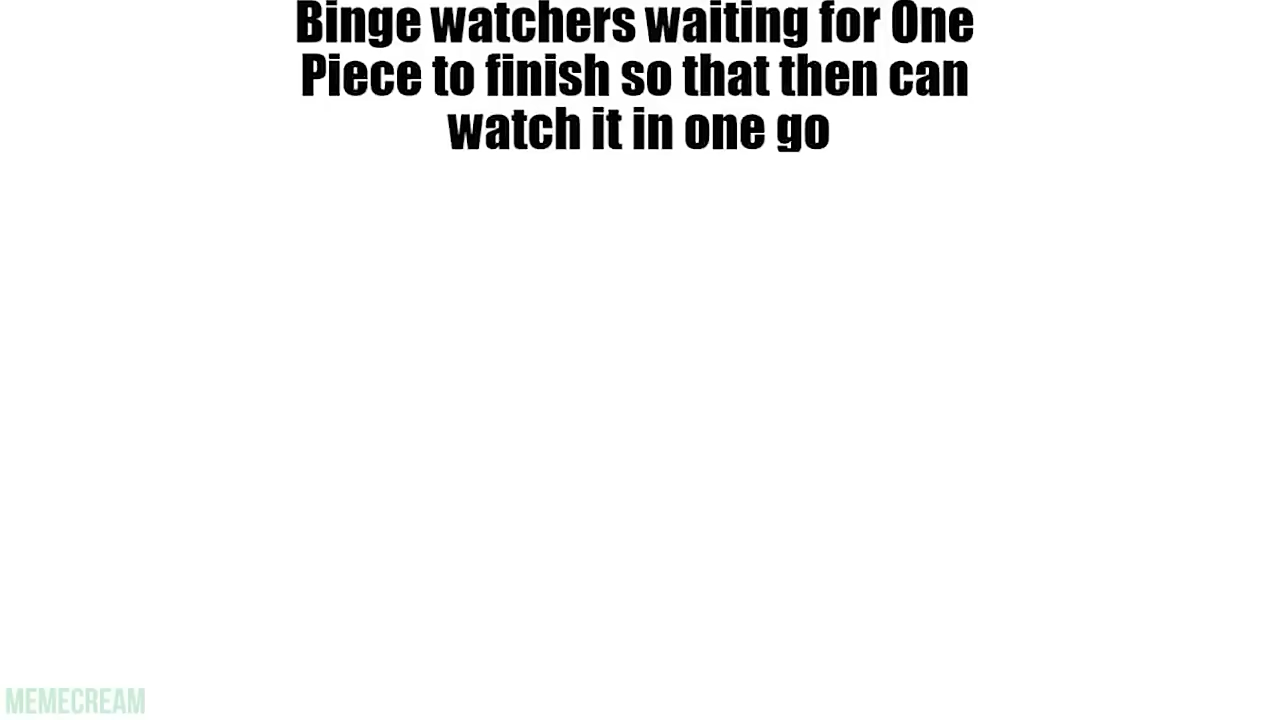 Binge watchers waiting for One
Piece to finish so that then can
watch it in one go
MEMECREAM